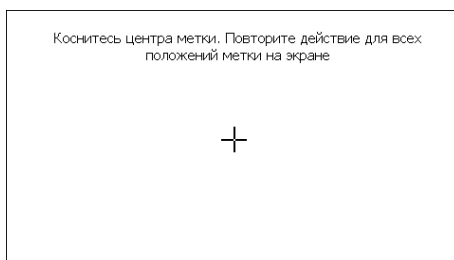 Коснитесь центра метки. Повторите действие для всех
положений метки на экране